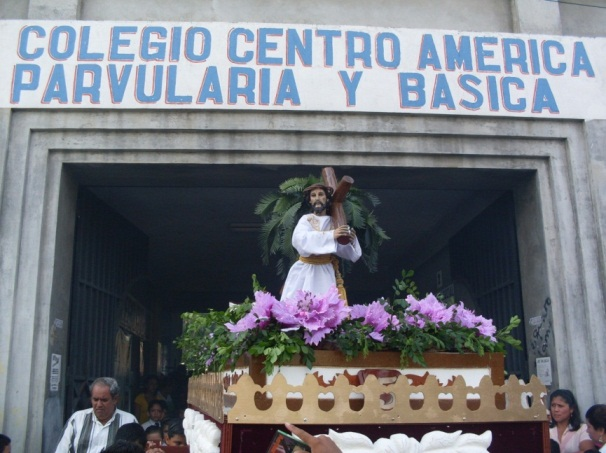 COLEGIO CENTRO AMERICA
PARVULARIA Y BASICA